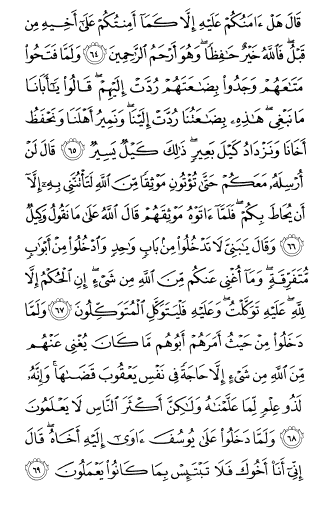 قَالَ هَلْ ءَامَنُكُمْ عَلَيْهِ إِلَّا كَمَآ أَمِنتُكُمْ عَلَىٰٓ أَخِيهِ مِن
قَبْلُ ۖ فَٱللَّهُ خَيْرٌ حَـٰفِظًا ۖ وَهُوَ أَرْحَمُ ٱلرَّٰحِمِينَ ﴿٦٤﴾ وَلَمَّا فَتَحُوا۟
مَتَـٰعَهُمْ وَجَدُوا۟ بِضَـٰعَتَهُمْ رُدَّتْ إِلَيْهِمْ ۖ قَالُوا۟ يَـٰٓأَبَانَا
مَا نَبْغِى ۖ هَـٰذِهِۦ بِضَـٰعَتُنَا رُدَّتْ إِلَيْنَا ۖ وَنَمِيرُ أَهْلَنَا وَنَحْفَظُ
أَخَانَا وَنَزْدَادُ كَيْلَ بَعِيرٍ ۖ ذَٰلِكَ كَيْلٌ يَسِيرٌ ﴿٦٥﴾ قَالَ لَنْ
أُرْسِلَهُۥ مَعَكُمْ حَتَّىٰ تُؤْتُونِ مَوْثِقًا مِّنَ ٱللَّهِ لَتَأْتُنَّنِى بِهِۦٓ إِلَّآ
أَن يُحَاطَ بِكُمْ ۖ فَلَمَّآ ءَاتَوْهُ مَوْثِقَهُمْ قَالَ ٱللَّهُ عَلَىٰ مَا نَقُولُ وَكِيلٌ
﴿٦٦﴾ وَقَالَ يَـٰبَنِىَّ لَا تَدْخُلُوا۟ مِنۢ بَابٍ وَٰحِدٍ وَٱدْخُلُوا۟ مِنْ أَبْوَٰبٍ
مُّتَفَرِّقَةٍ ۖ وَمَآ أُغْنِى عَنكُم مِّنَ ٱللَّهِ مِن شَىْءٍ ۖ إِنِ ٱلْحُكْمُ إِلَّا
لِلَّهِ ۖ عَلَيْهِ تَوَكَّلْتُ ۖ وَعَلَيْهِ فَلْيَتَوَكَّلِ ٱلْمُتَوَكِّلُونَ ﴿٦٧﴾ وَلَمَّا
دَخَلُوا۟ مِنْ حَيْثُ أَمَرَهُمْ أَبُوهُم مَّا كَانَ يُغْنِى عَنْهُم
مِّنَ ٱللَّهِ مِن شَىْءٍ إِلَّا حَاجَةً فِى نَفْسِ يَعْقُوبَ قَضَىٰهَا ۚ وَإِنَّهُۥ
لَذُو عِلْمٍ لِّمَا عَلَّمْنَـٰهُ وَلَـٰكِنَّ أَكْثَرَ ٱلنَّاسِ لَا يَعْلَمُونَ
﴿٦٨﴾ وَلَمَّا دَخَلُوا۟ عَلَىٰ يُوسُفَ ءَاوَىٰٓ إِلَيْهِ أَخَاهُ ۖ قَالَ
إِنِّىٓ أَنَا۠ أَخُوكَ فَلَا تَبْتَئِسْ بِمَا كَانُوا۟ يَعْمَلُونَ ﴿٦٩﴾